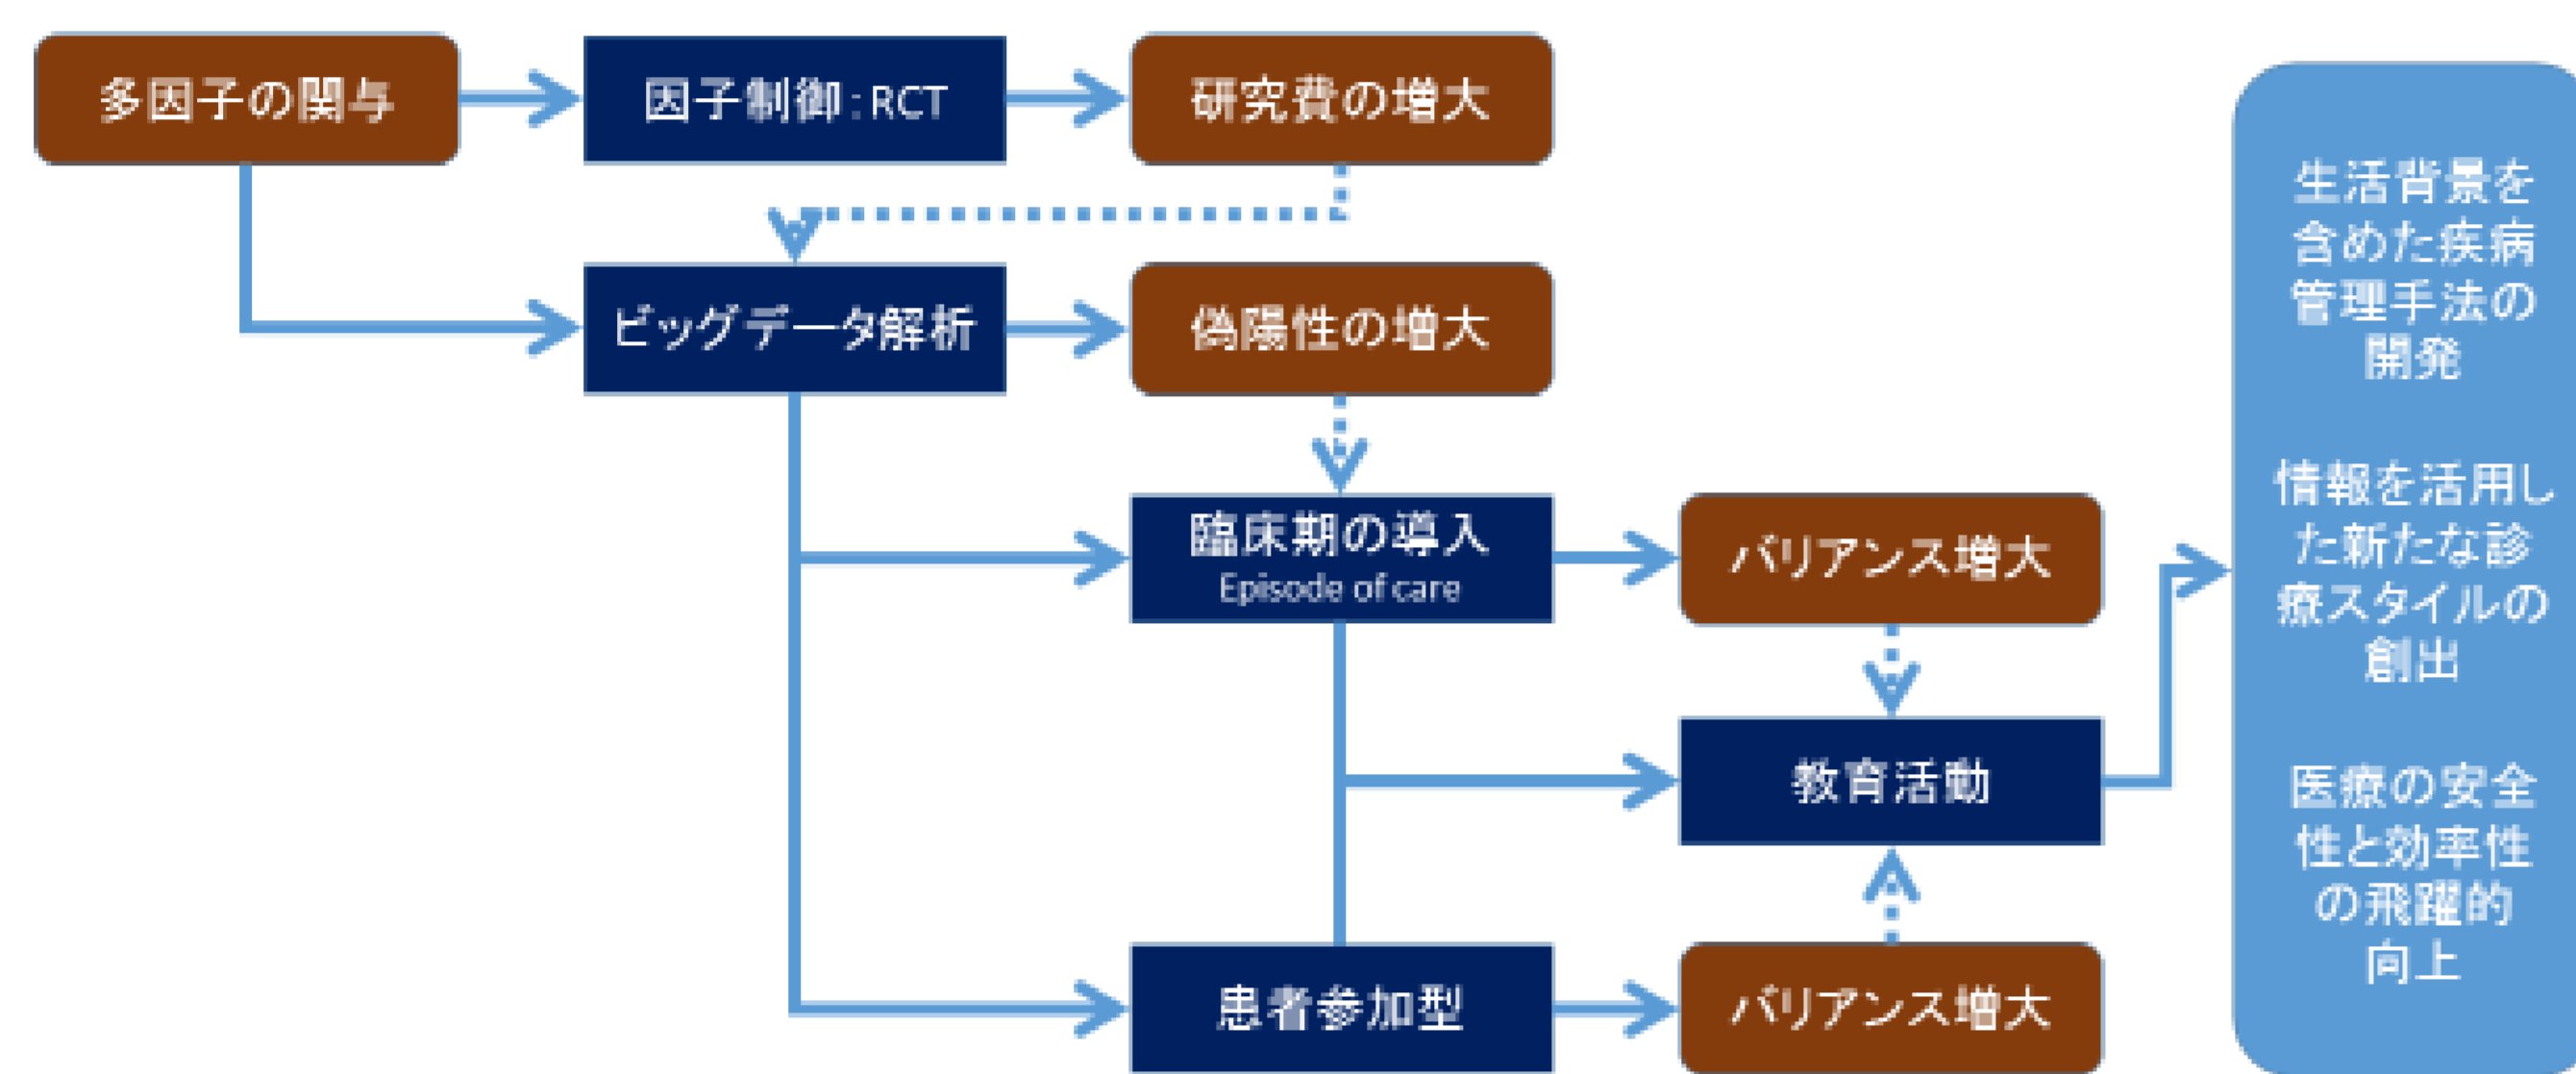 多因子の関与
因子制御：RCT
研究費の増大
ビッグデータ解析
偽陽性の増大
臨床期の導入
Episode of care
バリアンス増大
教育活動
患者参加型
バリアンス増大
生活背景を
含めた疾病
管理手法の
開発
情報を活用し
た新たな診
療スタイルの
創出
医療の安全
性と効率性
の飛躍的
向上